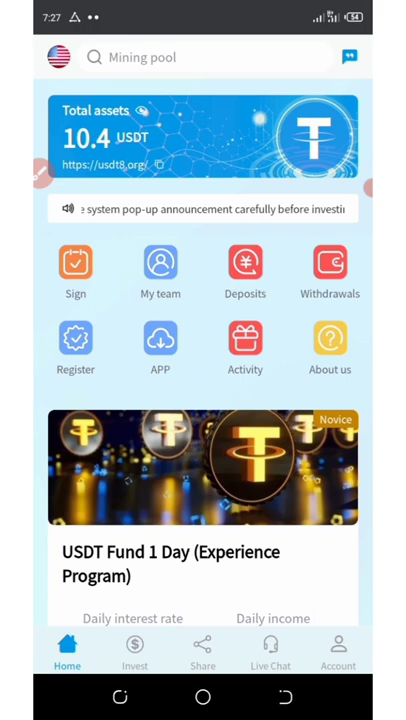 7:27
54
Mining pool
Total assets
10.4 USDT
https://usdt8.org/
e system pop-up announcement carefully before investin
Sign
My team
Deposits
Withdrawals
Register
APP
Activity
About us
Novice
USDT Fund 1 Day (Experience
Program)
Daily interest rate
Daily income
Home
Invest
Share
Live Chat
Account